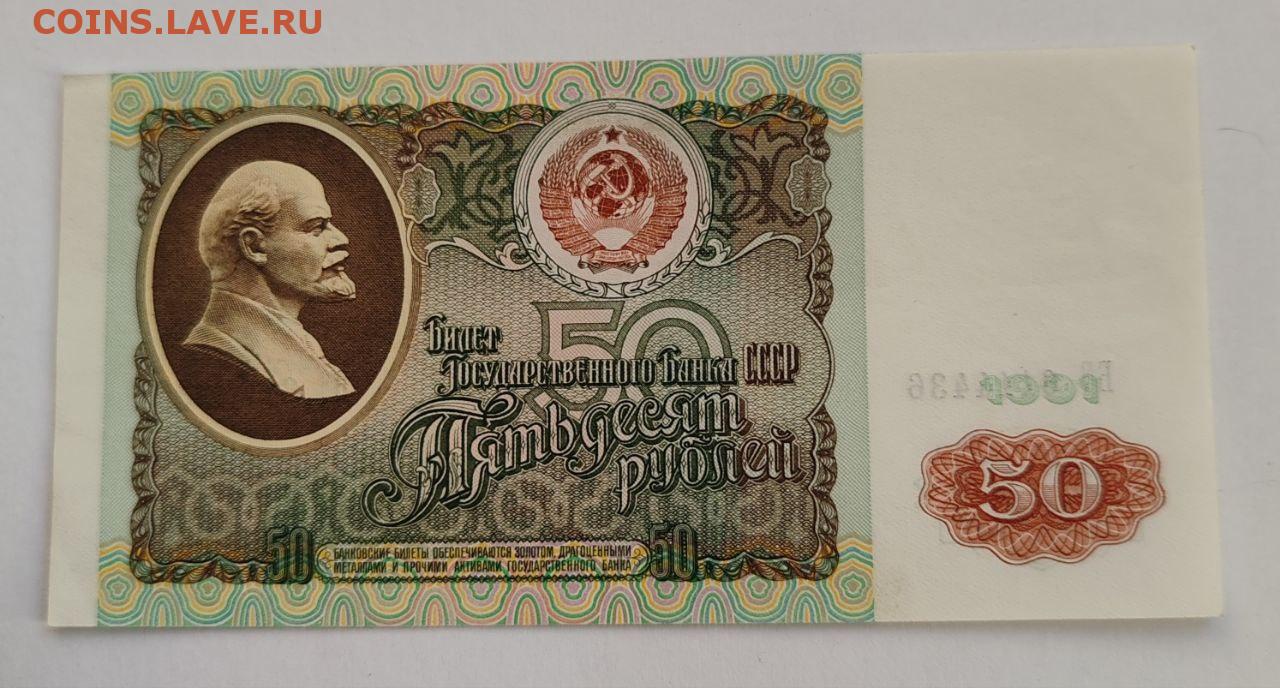 COINS.LAVE.RU
50
Билет
Государственного Банка СССР
Пятьдесят
рублей
436
50
50
БАНКОВСКИЕ БИЛЕТЫ ОБЕСПЕЧИВАЮТСЯ ЗОЛОТОМ, ДРАГОЦЕННЫМИ
МЕТАЛЛАМИ И ПРОЧИМИ АКТИВАМИ ГОСУДАРСТВЕННОГО БАНКА
50